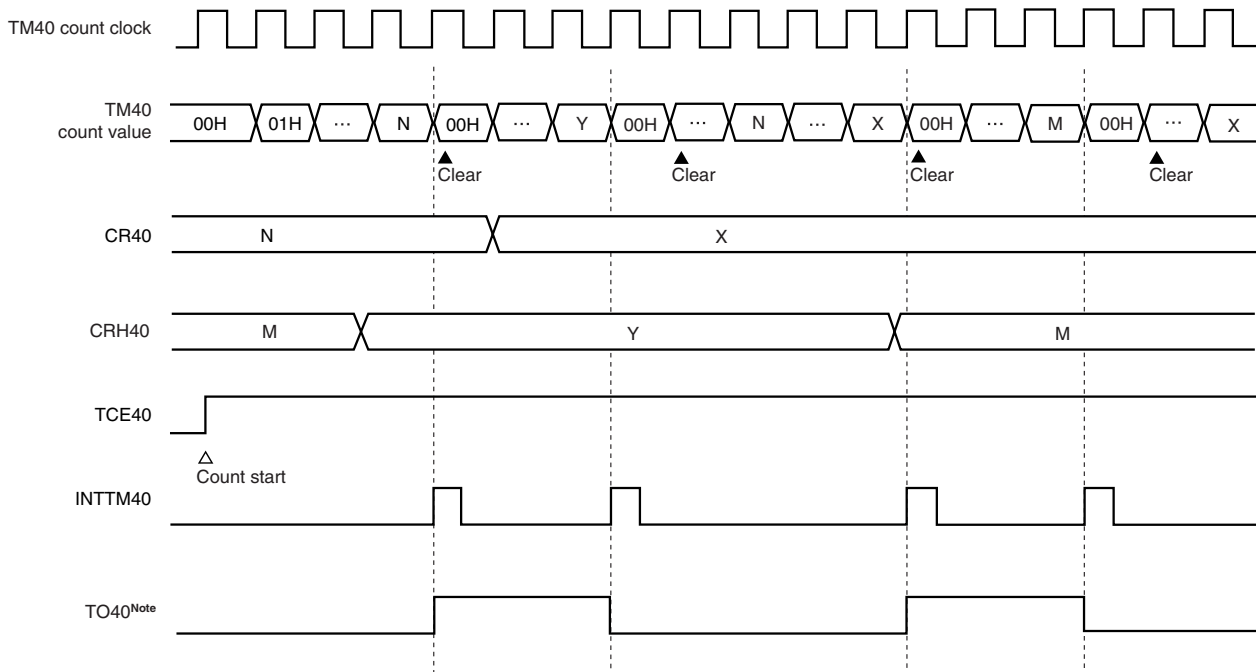 TM40 count clock
TM40
count value
00H 01H ... N 00H ... Y 00H ... N ... X 00H ... M 00H ... X
Clear Clear Clear Clear
CR40 N X
CRH40 M Y M
TCE40
Count start
INTTM40
TO40Note